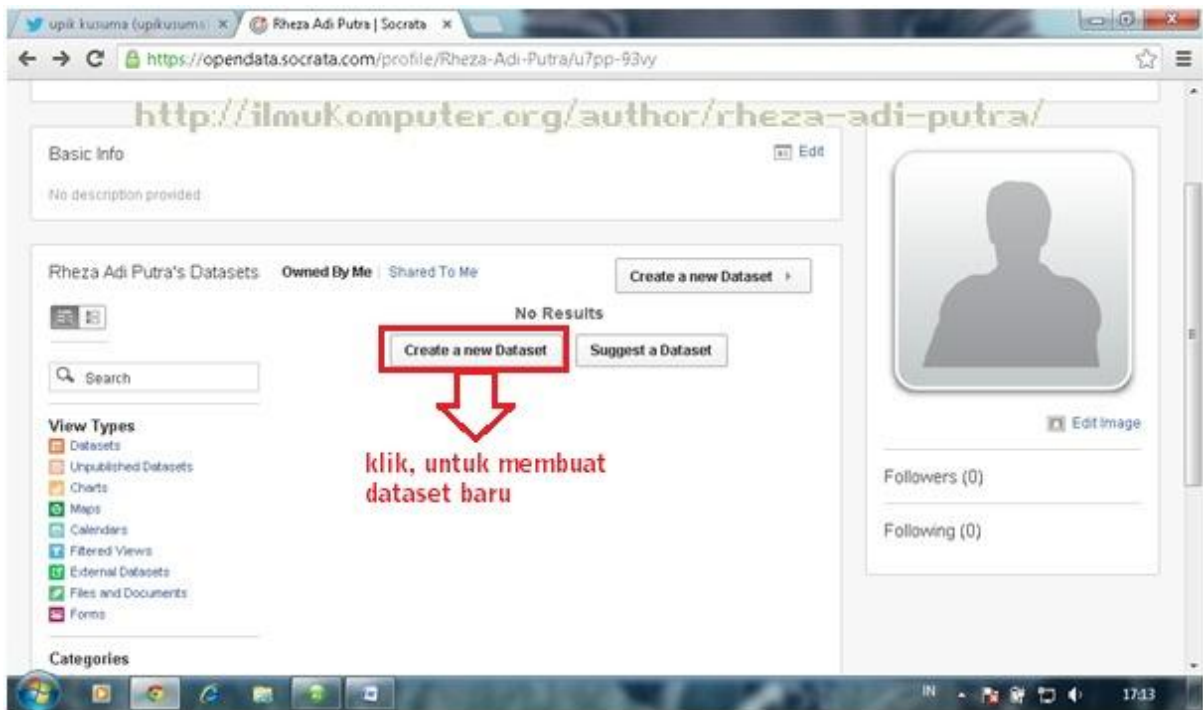 upik kusuma (upikusuma)
Rheza Adi Putra | Socrata
https://opendata.socrata.com/profile/Rheza-Adi-Putra/u7pp-93vy
http://ilmuKomputer.org/author/rheza-adi-putra/
Basic Info
Edit
No description provided
Rheza Adi Putra's Datasets
Owned By Me | Shared To Me
Create a new Dataset
No Results
Create a new Dataset
Suggest a Dataset
Search
View Types
Datasets
Unpublished Datasets
Charts
Maps
Calendars
Filtered Views
External Datasets
Files and Documents
Forms
Categories
klik, untuk membuat
dataset baru
Edit Image
Followers (0)
Following (0)
IN
17:13